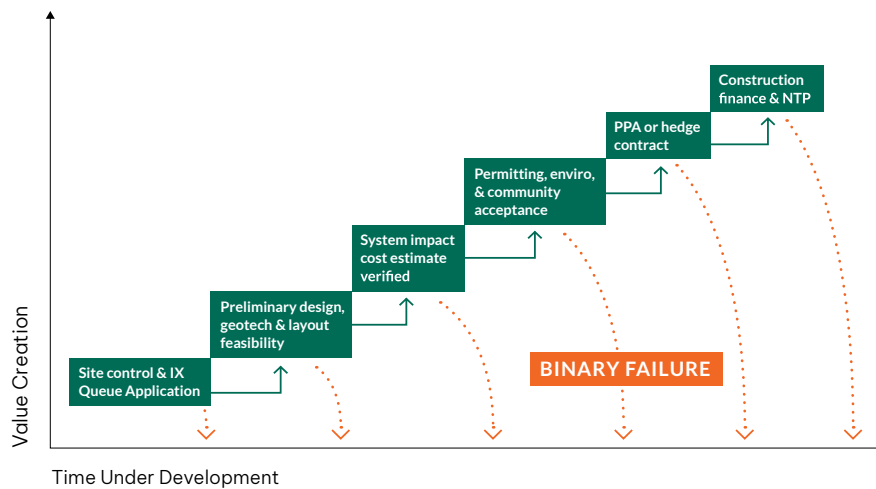 Construction
finance & NTP
PPA or hedge
contract
Permitting, enviro,
& community
acceptance
System impact
cost estimate
verified
Preliminary design,
geotech & layout
feasibility
Site control & IX
Queue Application
BINARY FAILURE
Value Creation
Time Under Development